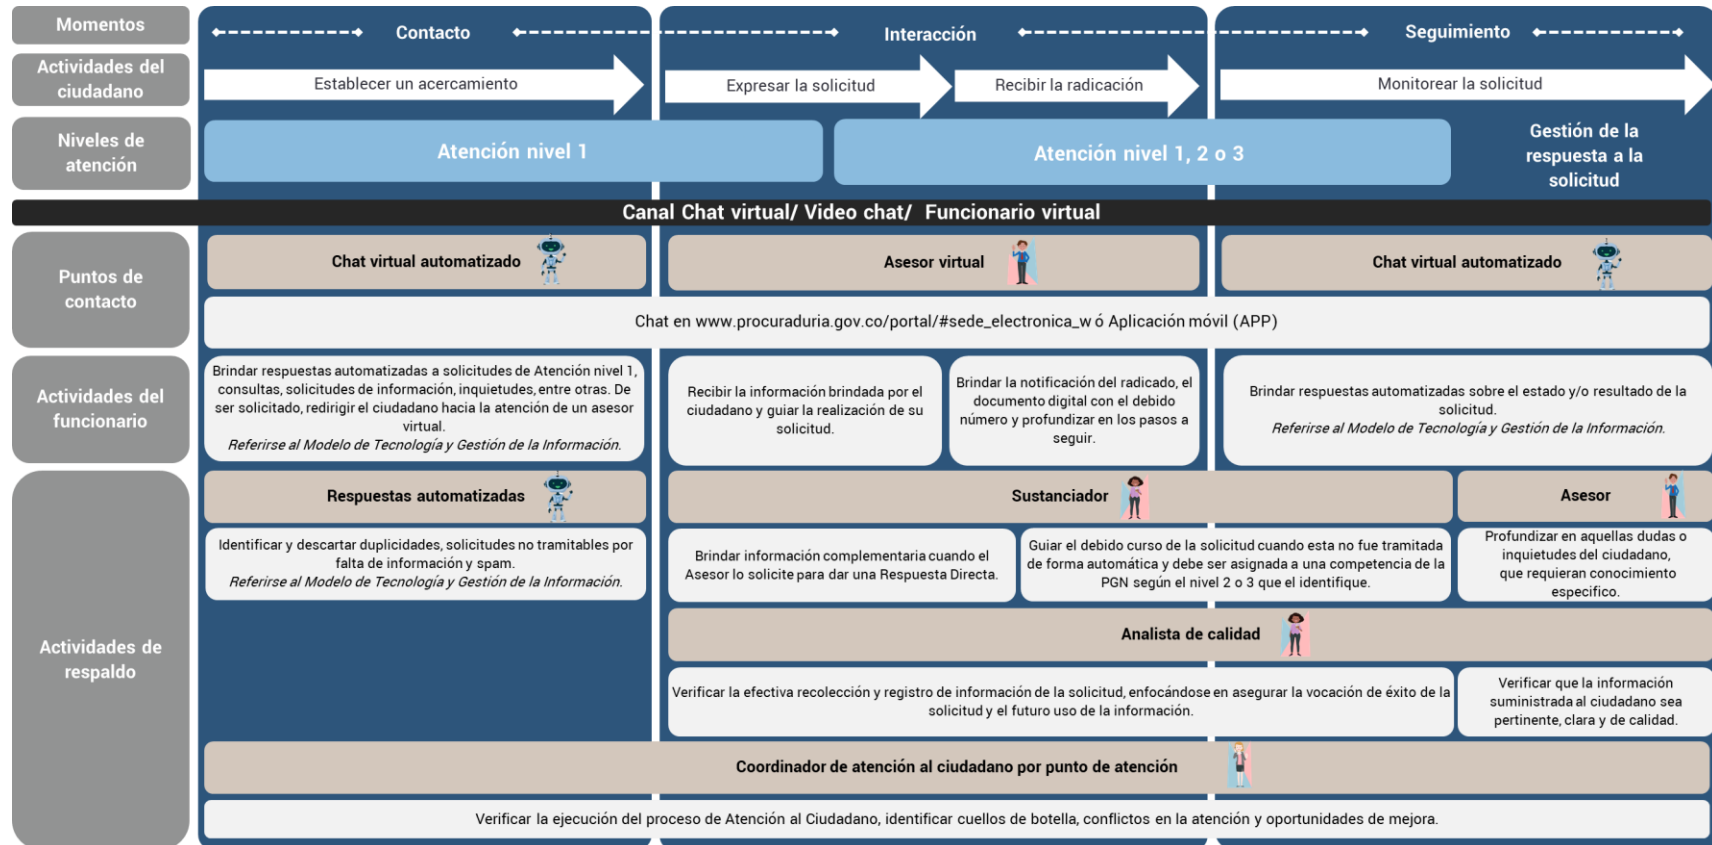 Momentos
Contacto
Interacción
Seguimiento
Actividades del
ciudadano
Establecer un acercamiento
Expresar la solicitud
Recibir la radicación
Monitorear la solicitud
Niveles de
atención
Atención nivel 1
Atención nivel 1, 2 o 3
Gestión de la
respuesta a la
solicitud
Canal Chat virtual/ Video chat/ Funcionario virtual
Puntos de
contacto
Chat virtual automatizado
Asesor virtual
Chat virtual automatizado
Chat en www.procuraduria.gov.co/portal/#sede_electronica_w ó Aplicación móvil (APP)
Actividades del
funcionario
Brindar respuestas automatizadas a solicitudes de Atención nivel 1,
consultas, solicitudes de información, inquietudes, entre otras. De
ser solicitado, redirigir el ciudadano hacia la atención de un asesor
virtual.
Referirse al Modelo de Tecnología y Gestión de la Información.
Recibir la información brindada por el
ciudadano y guiar la realización de su
solicitud.
Brindar la notificación del radicado, el
documento digital con el debido
número y profundizar en los pasos a
seguir.
Brindar respuestas automatizadas sobre el estado y/o resultado de la
solicitud.
Referirse al Modelo de Tecnología y Gestión de la Información.
Actividades de
respaldo
Respuestas automatizadas
Sustanciador
Asesor
Identificar y descartar duplicidades, solicitudes no tramitables por
falta de información y spam.
Referirse al Modelo de Tecnología y Gestión de la Información.
Brindar información complementaria cuando el
Asesor lo solicite para dar una Respuesta Directa.
Guiar el debido curso de la solicitud cuando esta no fue tramitada
de forma automática y debe ser asignada a una competencia de la
PGN según el nivel 2 o 3 que el identifique.
Profundizar en aquellas dudas o
inquietudes del ciudadano,
que requieran conocimiento
especifico.
Analista de calidad
Verificar la efectiva recolección y registro de información de la solicitud, enfocándose en asegurar la vocación de éxito de la
solicitud y el futuro uso de la información.
Verificar que la información
suministrada al ciudadano sea
pertinente, clara y de calidad.
Coordinador de atención al ciudadano por punto de atención
Verificar la ejecución del proceso de Atención al Ciudadano, identificar cuellos de botella, conflictos en la atención y oportunidades de mejora.